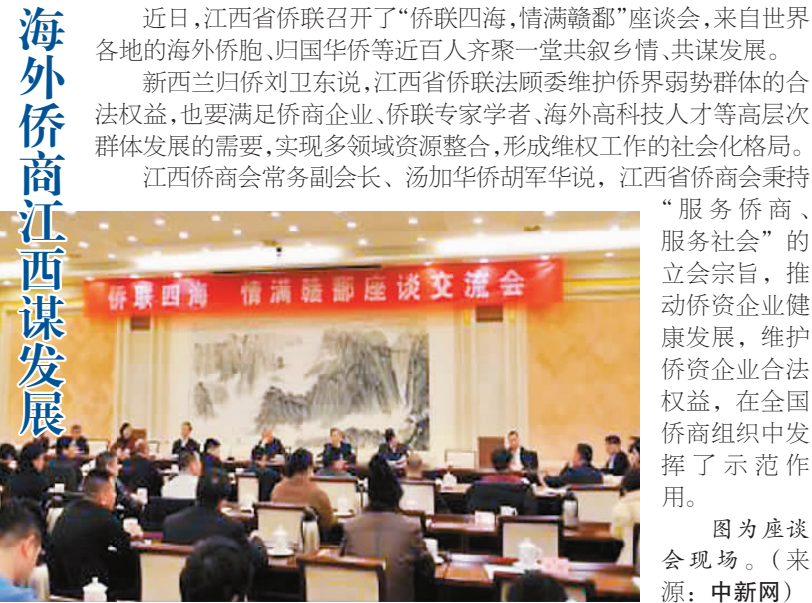 海外侨商江西谋发展
近日,江西省侨联召开了“侨联四海,情满赣鄱”座谈会,来自世界
各地的海外侨胞、归国华侨等近百人齐聚一堂共叙乡情、共谋发展。
新西兰归侨刘卫东说,江西省侨联法顾委维护侨界弱势群体的合
法权益,也要满足侨商企业、侨联专家学者、海外高科技人才等高层次
群体发展的需要,实现多领域资源整合,形成维权工作的社会化格局。
江西侨商会常务副会长、汤加华侨胡军华说，江西省侨商会秉持
“服务侨商、
服务社会”的
立会宗旨，推
动侨资企业健
康发展，维护
侨资企业合法
权益，在全国
侨商组织中发
挥了示范作
用。
侨联四海 情满赣鄱座谈交流会
图为座谈
会现场。（来
源：中新网）